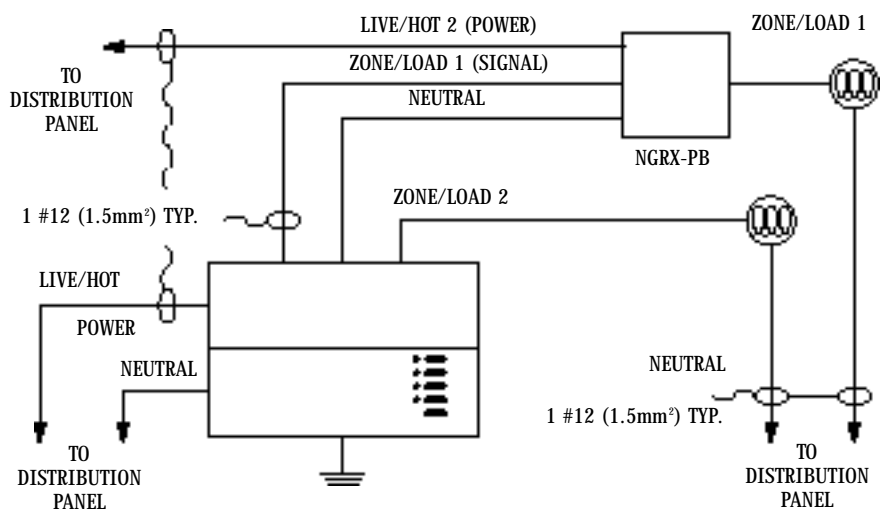 LIVE/HOT 2 (POWER)
ZONE/LOAD 1
TO
DISTRIBUTION
PANEL
ZONE/LOAD 1 (SIGNAL)
NEUTRAL
NGRX-PB
1 #12 (1.5mm²) TYP.
ZONE/LOAD 2
LIVE/HOT
POWER
NEUTRAL
NEUTRAL
1 #12 (1.5mm²) TYP.
TO
DISTRIBUTION
PANEL
TO
DISTRIBUTION
PANEL